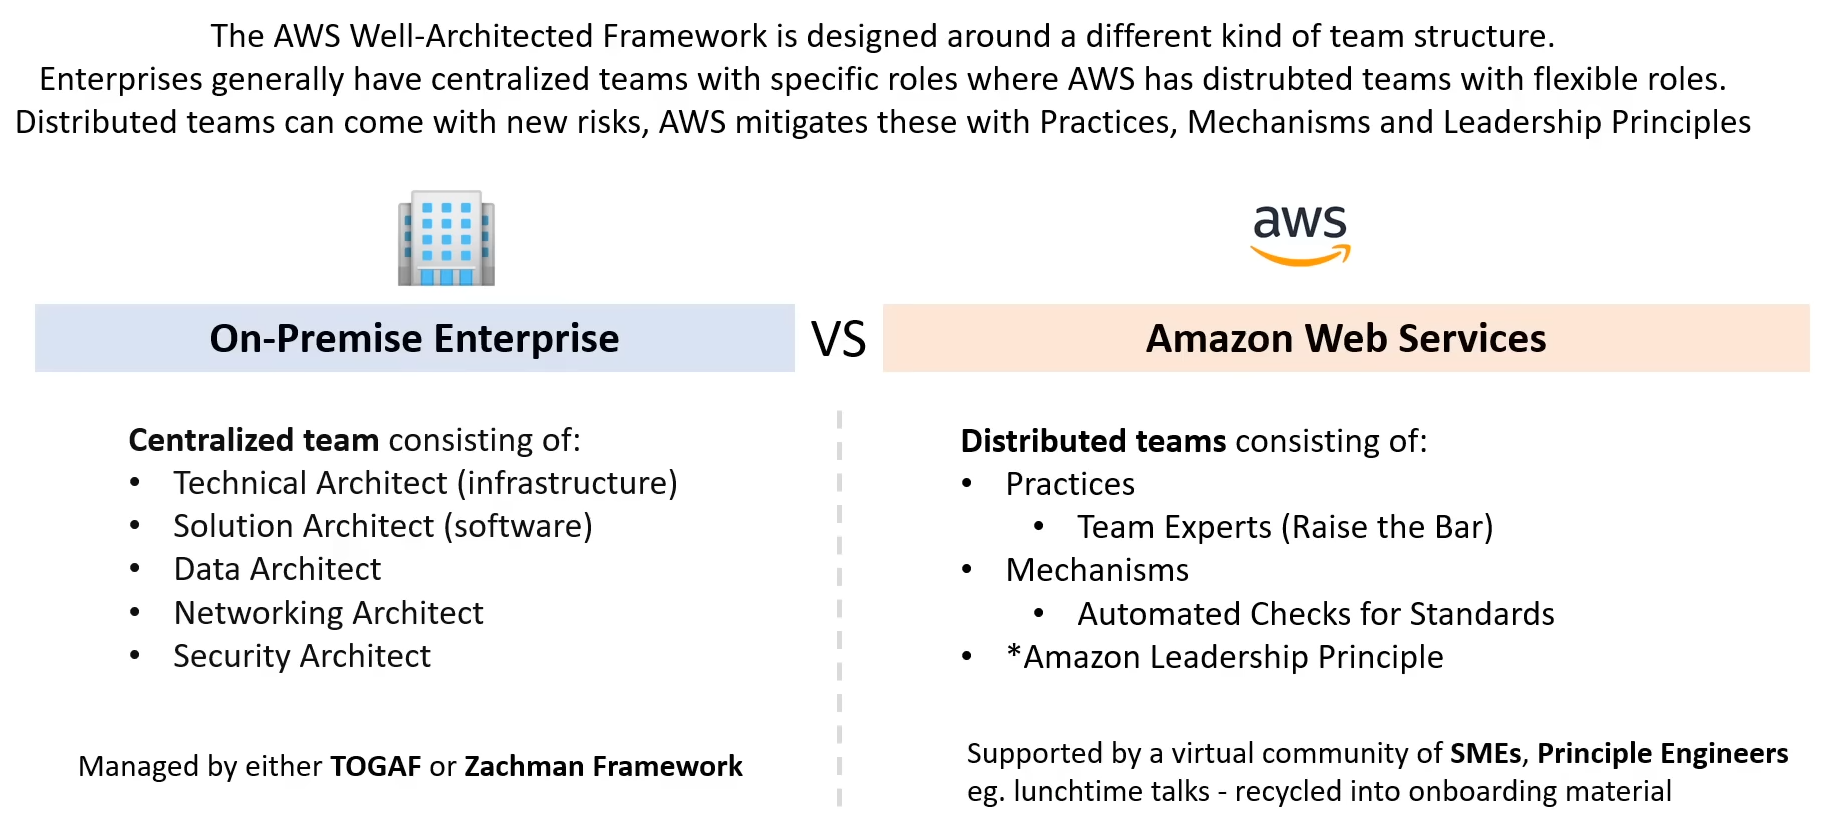 The AWS Well-Architected Framework is designed around a different kind of team structure.
Enterprises generally have centralized teams with specific roles where AWS has distrubted teams with flexible roles.
Distributed teams can come with new risks, AWS mitigates these with Practices, Mechanisms and Leadership Principles
aws
On-Premise Enterprise
VS
Amazon Web Services
Centralized team consisting of:
• Technical Architect (infrastructure)
• Solution Architect (software)
• Data Architect
• Networking Architect
• Security Architect
Managed by either TOGAF or Zachman Framework
Distributed teams consisting of:
• Practices
• Team Experts (Raise the Bar)
• Mechanisms
• Automated Checks for Standards
• *Amazon Leadership Principle
Supported by a virtual community of SMEs, Principle Engineers
eg. lunchtime talks - recycled into onboarding material